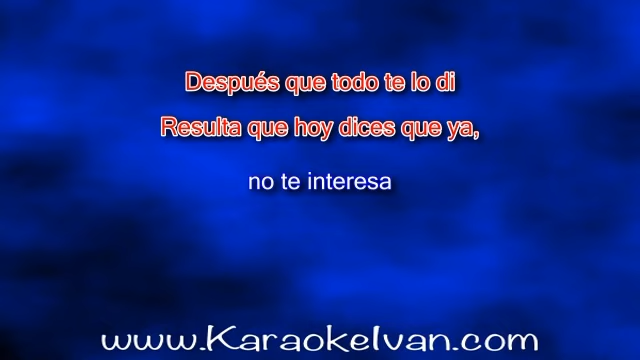 Después que todo te lo di
Resulta que hoy dices que ya,
no te interesa
www.KaraokeIvan.com